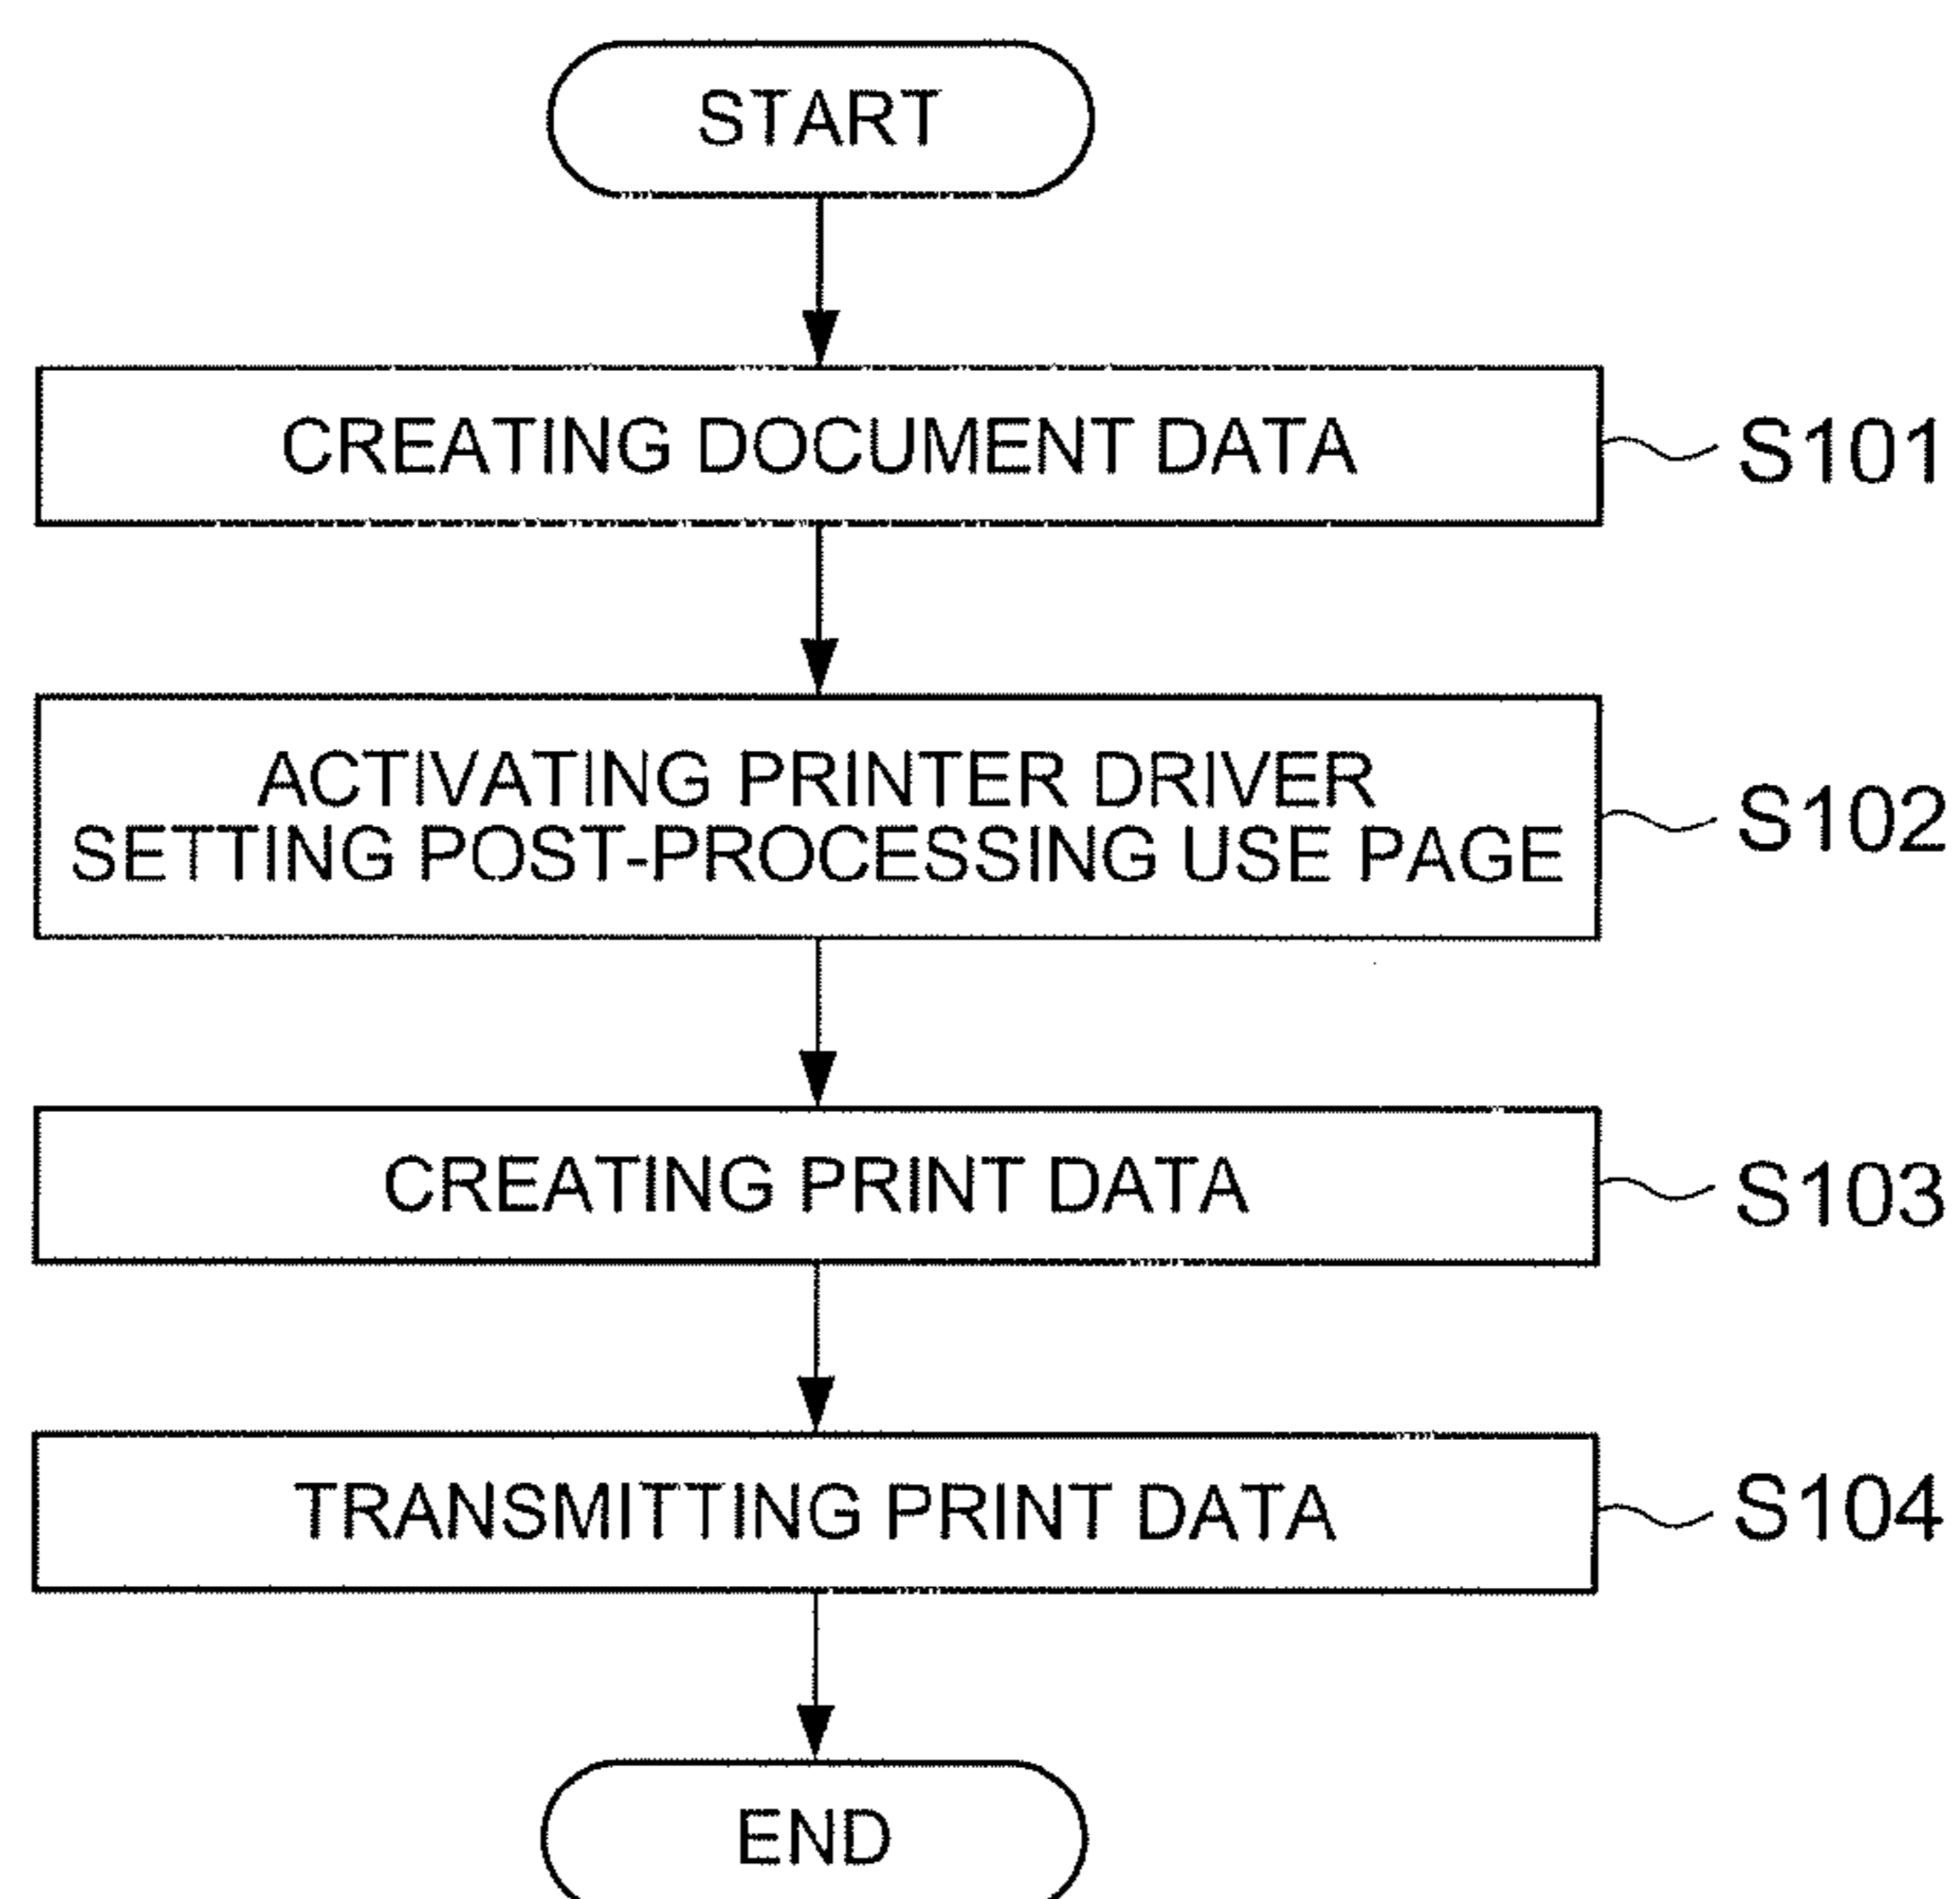 START
CREATING DOCUMENT DATA
S101
ACTIVATING PRINTER DRIVER
SETTING POST-PROCESSING USE PAGE
S102
CREATING PRINT DATA
S103
TRANSMITTING PRINT DATA
S104
END